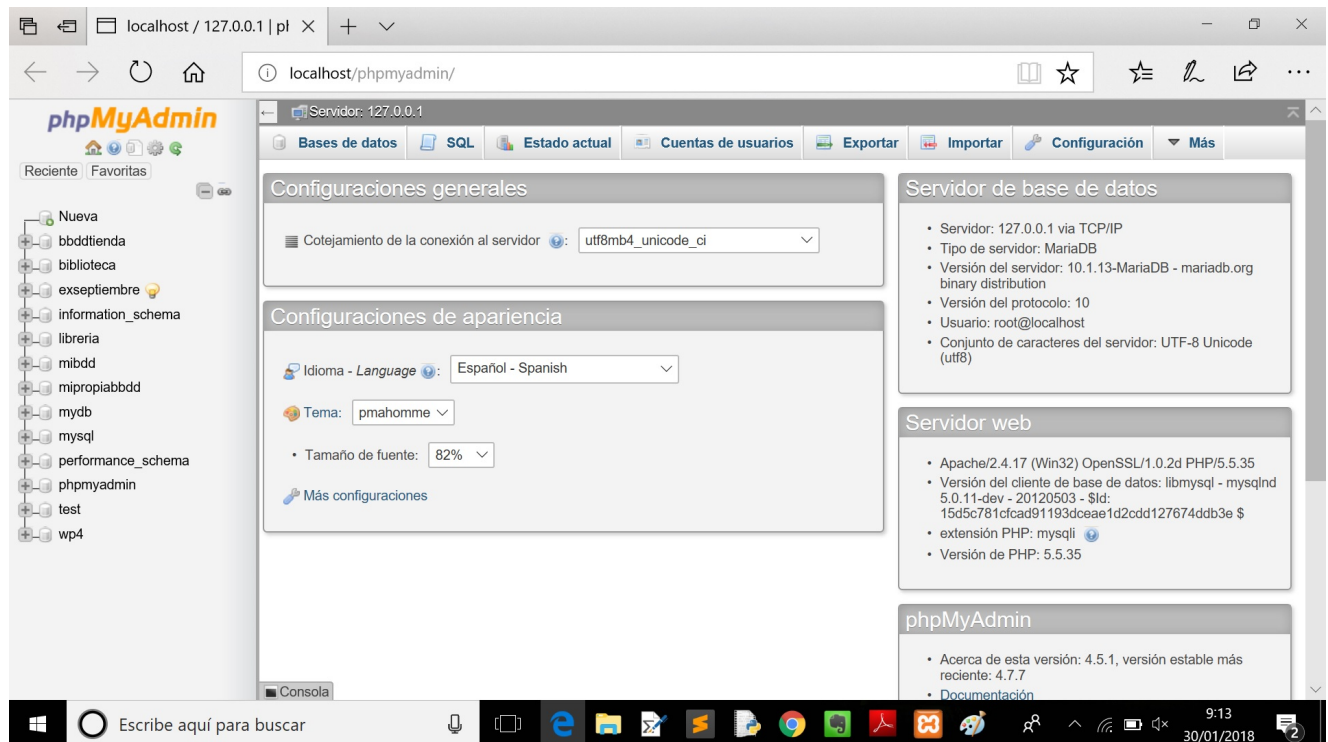 localhost / 127.0.0.1 | pl
localhost/phpmyadmin/
phpMyAdmin
Reciente Favoritas
Nueva
bbddtienda
biblioteca
exseptiembre
information_schema
libreria
mibdd
mipropiabbdd
mydb
mysql
performance_schema
phpmyadmin
test
wp4
Servidor: 127.0.0.1
Bases de datos SQL Estado actual Cuentas de usuarios Exportar Importar Configuración Más
Configuraciones generales
Cotejamiento de la conexión al servidor : utf8mb4_unicode_ci
Configuraciones de apariencia
Idioma - Language : Español - Spanish
Tema: pmahomme
• Tamaño de fuente: 82%
Más configuraciones
Consola
Servidor de base de datos
• Servidor: 127.0.0.1 via TCP/IP
• Tipo de servidor: MariaDB
• Versión del servidor: 10.1.13-MariaDB - mariadb.org
binary distribution
• Versión del protocolo: 10
• Usuario: root@localhost
• Conjunto de caracteres del servidor: UTF-8 Unicode
(utf8)
Servidor web
• Apache/2.4.17 (Win32) OpenSSL/1.0.2d PHP/5.5.35
• Versión del cliente de base de datos: libmysql - mysqlnd
5.0.11-dev - 20120503 - $Id:
15d5c781cfcad91193dceae1d2cdd127674ddb3e $
• extensión PHP: mysqli
• Versión de PHP: 5.5.35
phpMyAdmin
• Acerca de esta versión: 4.5.1, versión estable más
reciente: 4.7.7
• Documentación
Escribe aquí para buscar
9:13
30/01/2018
2